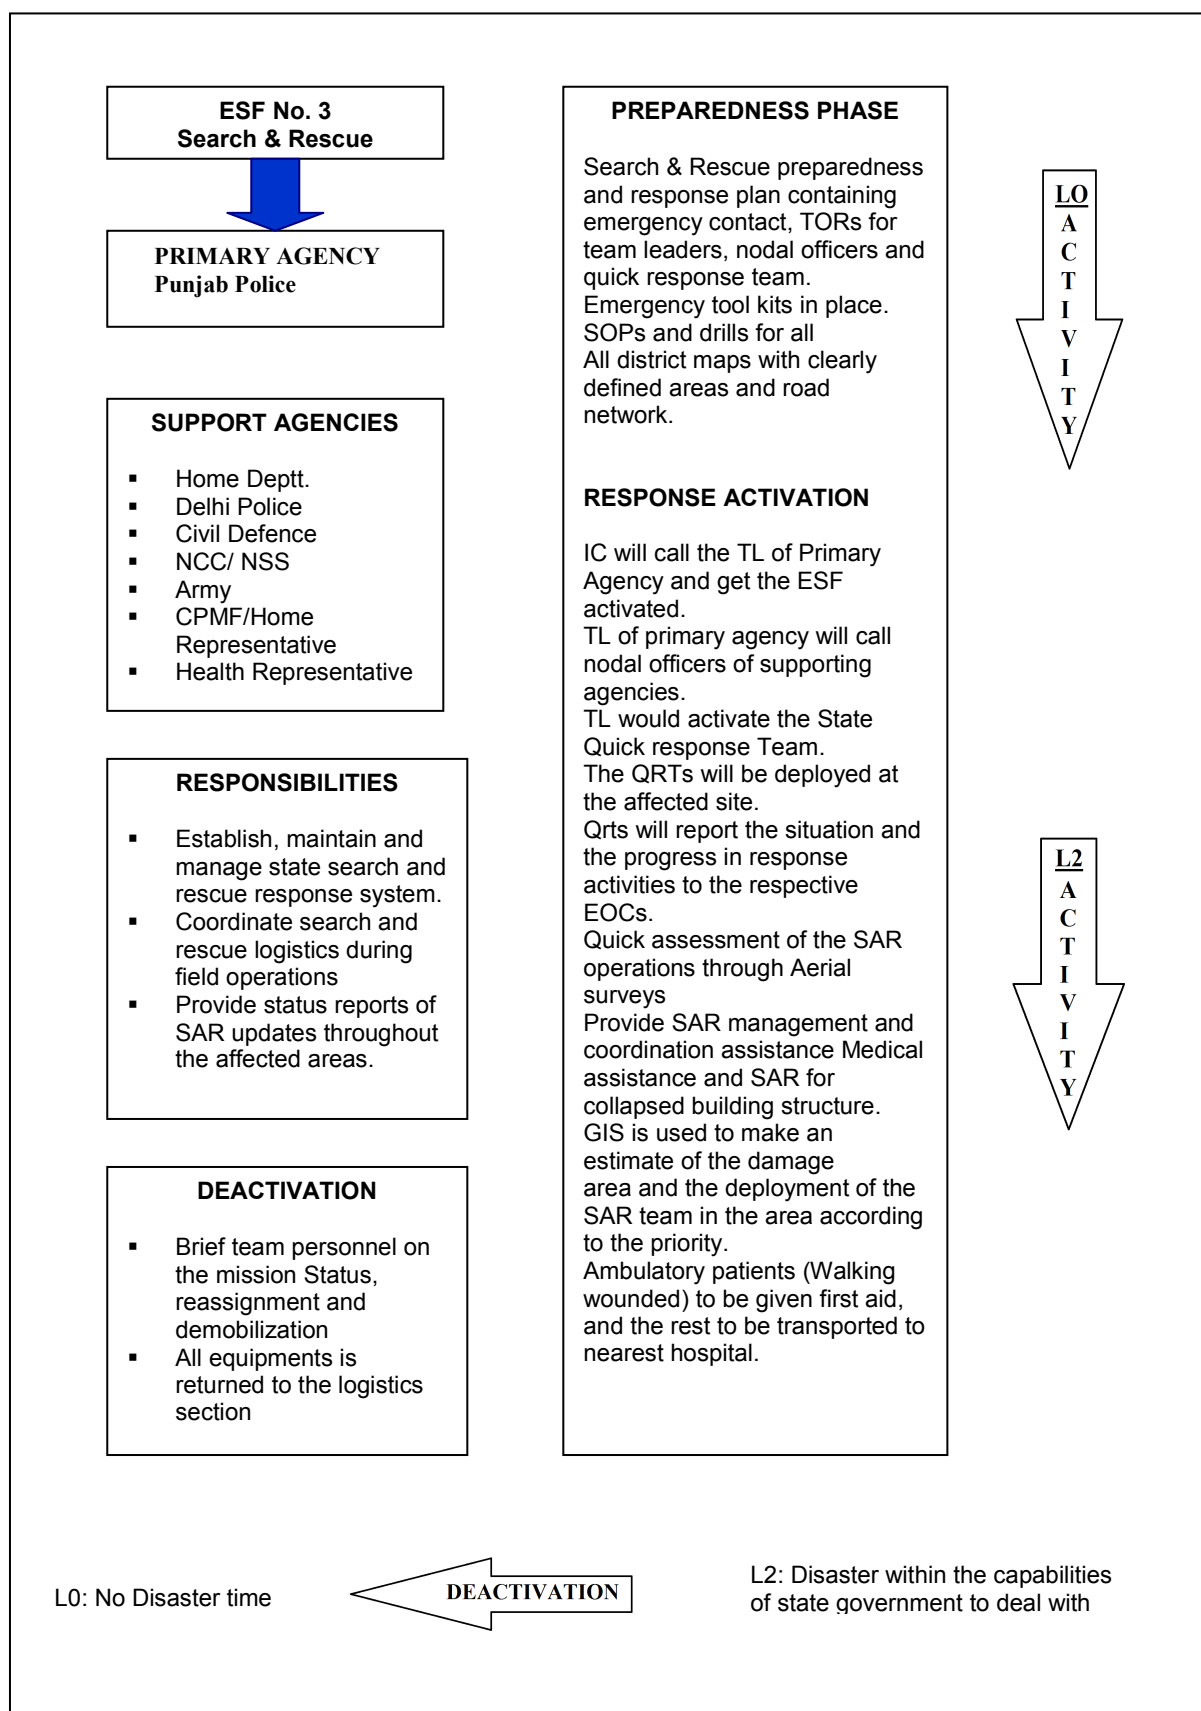 ESF No. 3
Search & Rescue
PRIMARY AGENCY
Punjab Police
SUPPORT AGENCIES
▪ Home Deptt.
▪ Delhi Police
▪ Civil Defence
▪ NCC/ NSS
▪ Army
▪ CPMF/Home
Representative
▪ Health Representative
RESPONSIBILITIES
▪ Establish, maintain and
manage state search and
rescue response system.
▪ Coordinate search and
rescue logistics during
field operations
▪ Provide status reports of
SAR updates throughout
the affected areas.
DEACTIVATION
▪ Brief team personnel on
the mission Status,
reassignment and
demobilization
▪ All equipments is
returned to the logistics
section
PREPAREDNESS PHASE
Search & Rescue preparedness
and response plan containing
emergency contact, TORs for
team leaders, nodal officers and
quick response team.
Emergency tool kits in place.
SOPs and drills for all
All district maps with clearly
defined areas and road
network.
RESPONSE ACTIVATION
IC will call the TL of Primary
Agency and get the ESF
activated.
TL of primary agency will call
nodal officers of supporting
agencies.
TL would activate the State
Quick response Team.
The QRTs will be deployed at
the affected site.
Qrts will report the situation and
the progress in response
activities to the respective
EOCs.
Quick assessment of the SAR
operations through Aerial
surveys
Provide SAR management and
coordination assistance Medical
assistance and SAR for
collapsed building structure.
GIS is used to make an
estimate of the damage
area and the deployment of the
SAR team in the area according
to the priority.
Ambulatory patients (Walking
wounded) to be given first aid,
and the rest to be transported to
nearest hospital.
LO
A
C
T
I
V
I
T
Y
L2
A
C
T
I
V
I
T
Y
L0: No Disaster time
DEACTIVATION
L2: Disaster within the capabilities
of state government to deal with